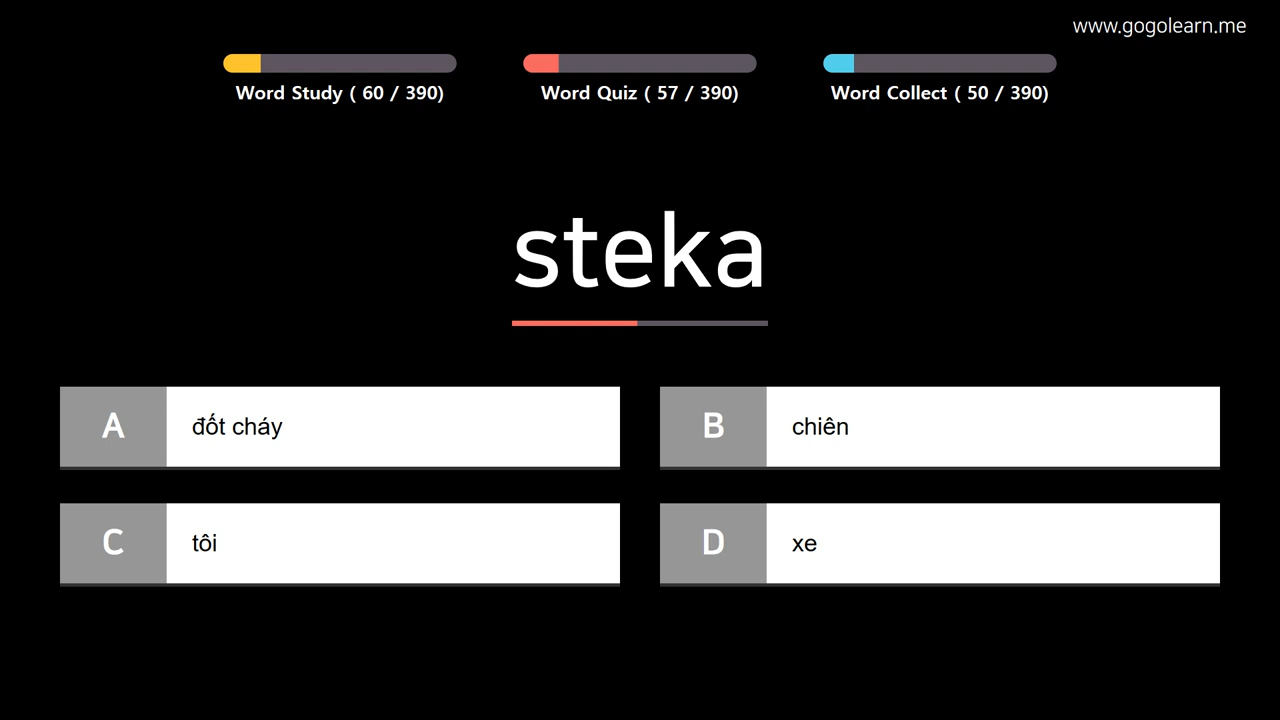 www.gogolearn.me
Word Study ( 60 / 390)
Word Quiz ( 57 / 390)
Word Collect ( 50 / 390)
steka
A
đốt cháy
B
chiên
C
tôi
D
xe